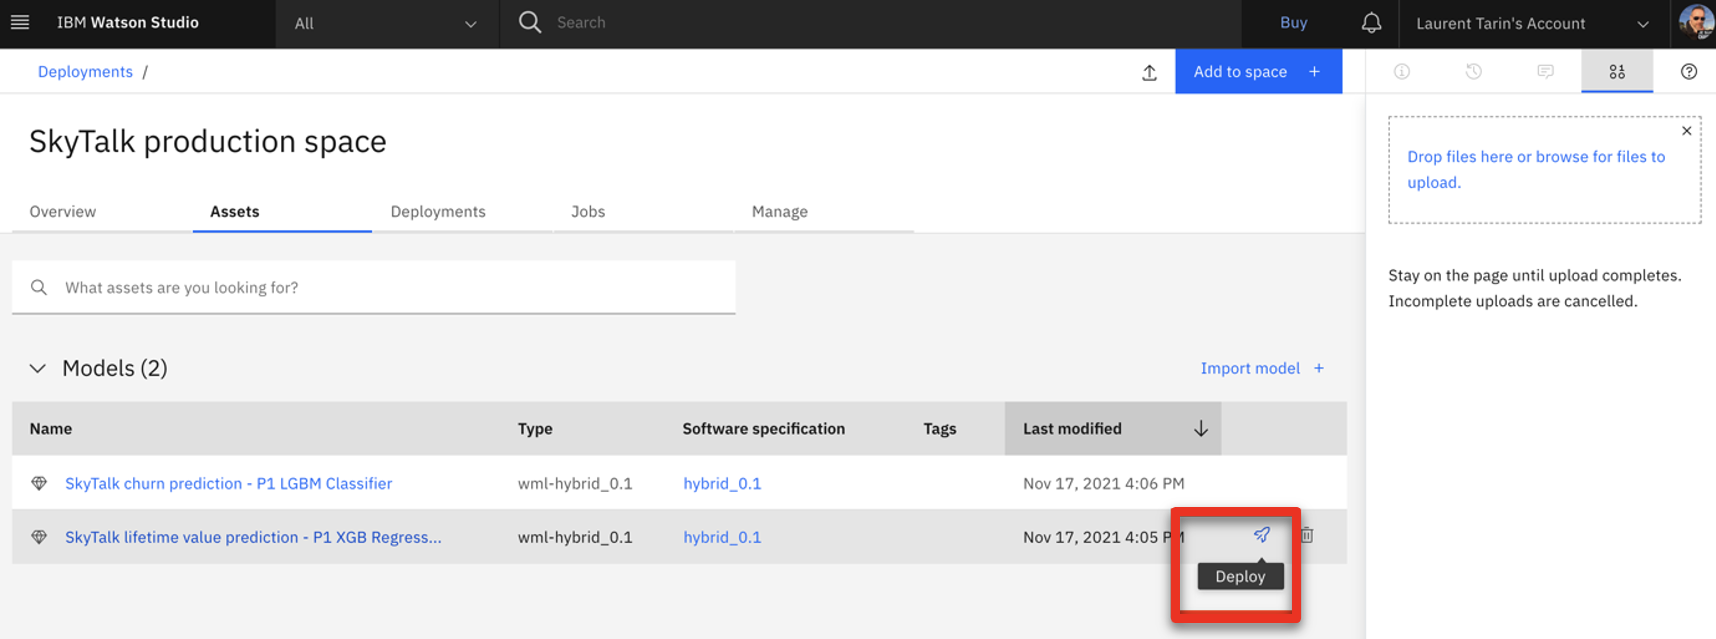 IBM Watson Studio
All
Search
Buy
Laurent Tarin's Account
Deployments /
Add to space +
SkyTalk production space
Overview Assets Deployments Jobs Manage
What assets are you looking for?
Models (2)
Import model +
Name Type Software specification Tags Last modified
SkyTalk churn prediction - P1 LGBM Classifier wml-hybrid_0.1 hybrid_0.1 Nov 17, 2021 4:06 PM
SkyTalk lifetime value prediction - P1 XGB Regress... wml-hybrid_0.1 hybrid_0.1 Nov 17, 2021 4:05 PM
Deploy
Drop files here or browse for files to
upload.
Stay on the page until upload completes.
Incomplete uploads are cancelled.